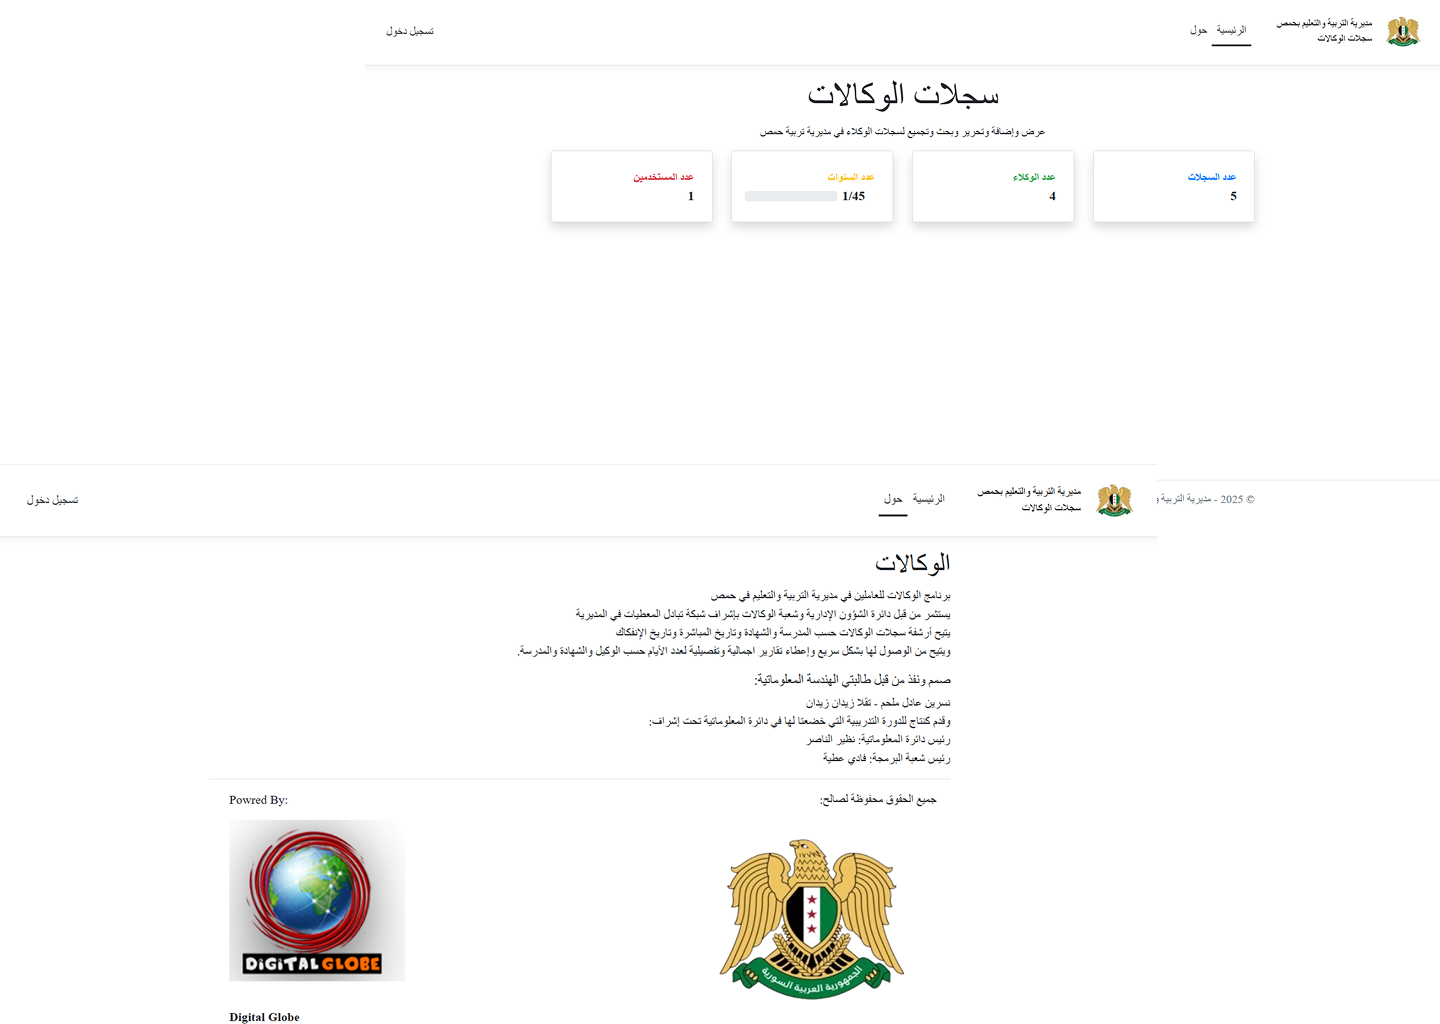 مديرية التربية والتعليم بحمص
سجلات الوكالات
الرئيسية
حول
تسجيل دخول
سجلات الوكالات
عرض وإضافة وتحرير وبحث وتجميع لسجلات الوكلاء في مديرية تربية حمص
عدد السجلات
5
عدد الوكلاء
4
عدد السنوات
1/45
عدد المستخدمين
1
© 2025 - مديرية التربية و
مديرية التربية والتعليم بحمص
سجلات الوكالات
الرئيسية
حول
تسجيل دخول
الوكالات
برنامج الوكالات للعاملين في مديرية التربية والتعليم في حمص
يستثمر من قبل دائرة الشؤون الإدارية وشعبة الوكالات بإشراف شبكة تبادل المعطيات في المديرية
يتيح أرشفة سجلات الوكالات حسب المدرسة والشهادة وتاريخ المباشرة وتاريخ الإنفكاك
ويتيح من الوصول لها بشكل سريع وإعطاء تقارير اجمالية وتفصيلية لعدد الأيام حسب الوكيل والشهادة والمدرسة.
صمم ونفذ من قبل طالبتي الهندسة المعلوماتية:
نسرين عادل ملحم - تقلا زيدان زيدان
وقدم كنتاج للدورة التدريبية التي خضعتا لها في دائرة المعلوماتية تحت إشراف:
رئيس دائرة المعلوماتية: نظير الناصر
رئيس شعبة البرمجة: فادي عطية
جميع الحقوق محفوظة لصالح:
الجمهورية العربية السورية
Powred By:
DIGITAL GLOBE
Digital Globe